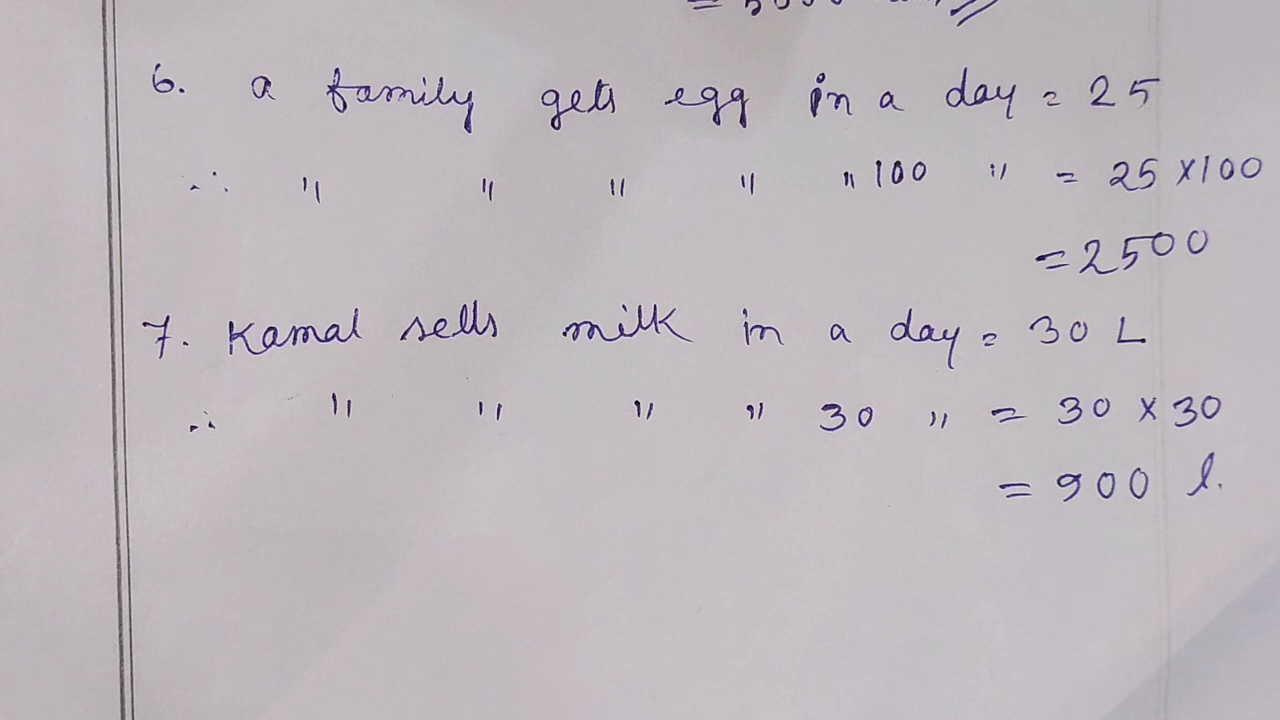 = 5000
6. a family gets egg in a day = 25
∴ " " " " " 100 " = 25 x 100
= 2500
7. Kamal sells milk in a day = 30 L
∴ " " " " 30 " = 30 x 30
= 900 l.